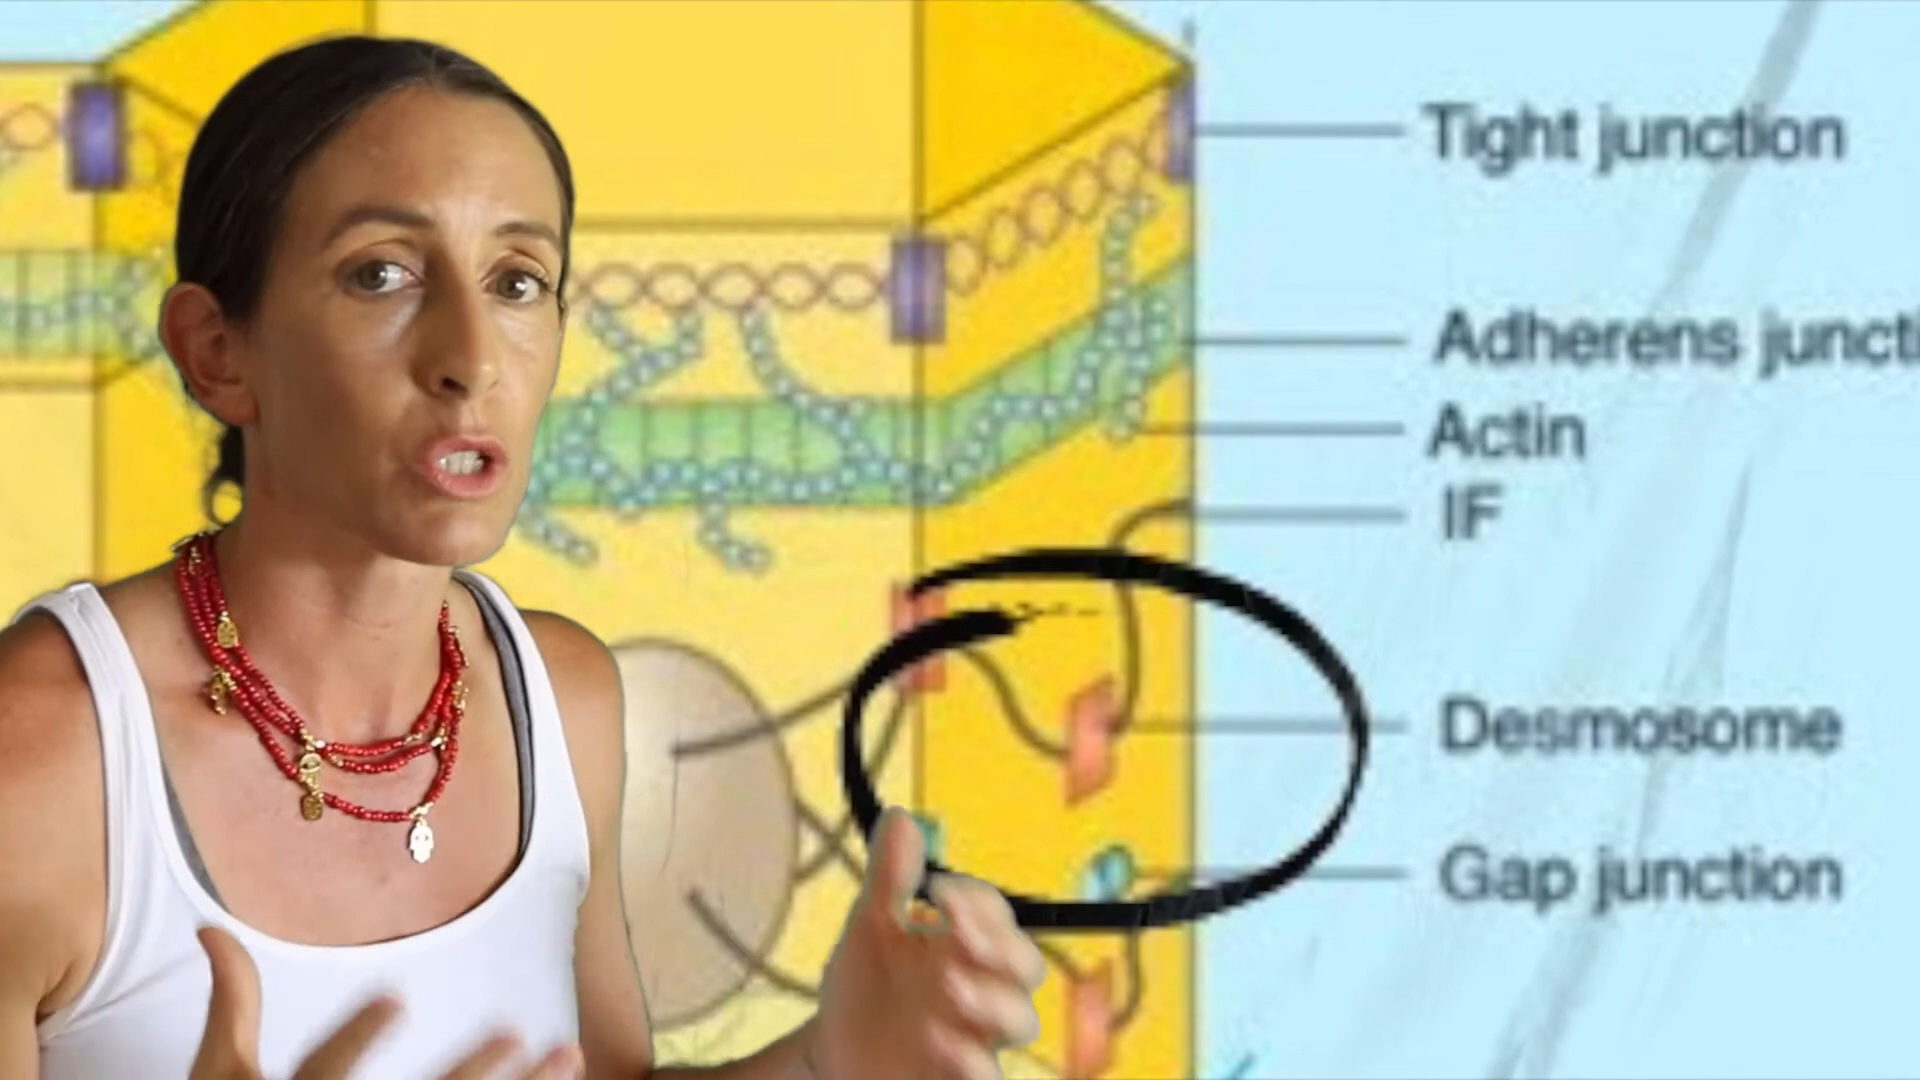 Tight junction
Adherens juncti
Actin
IF
Desmosome
Gap junction